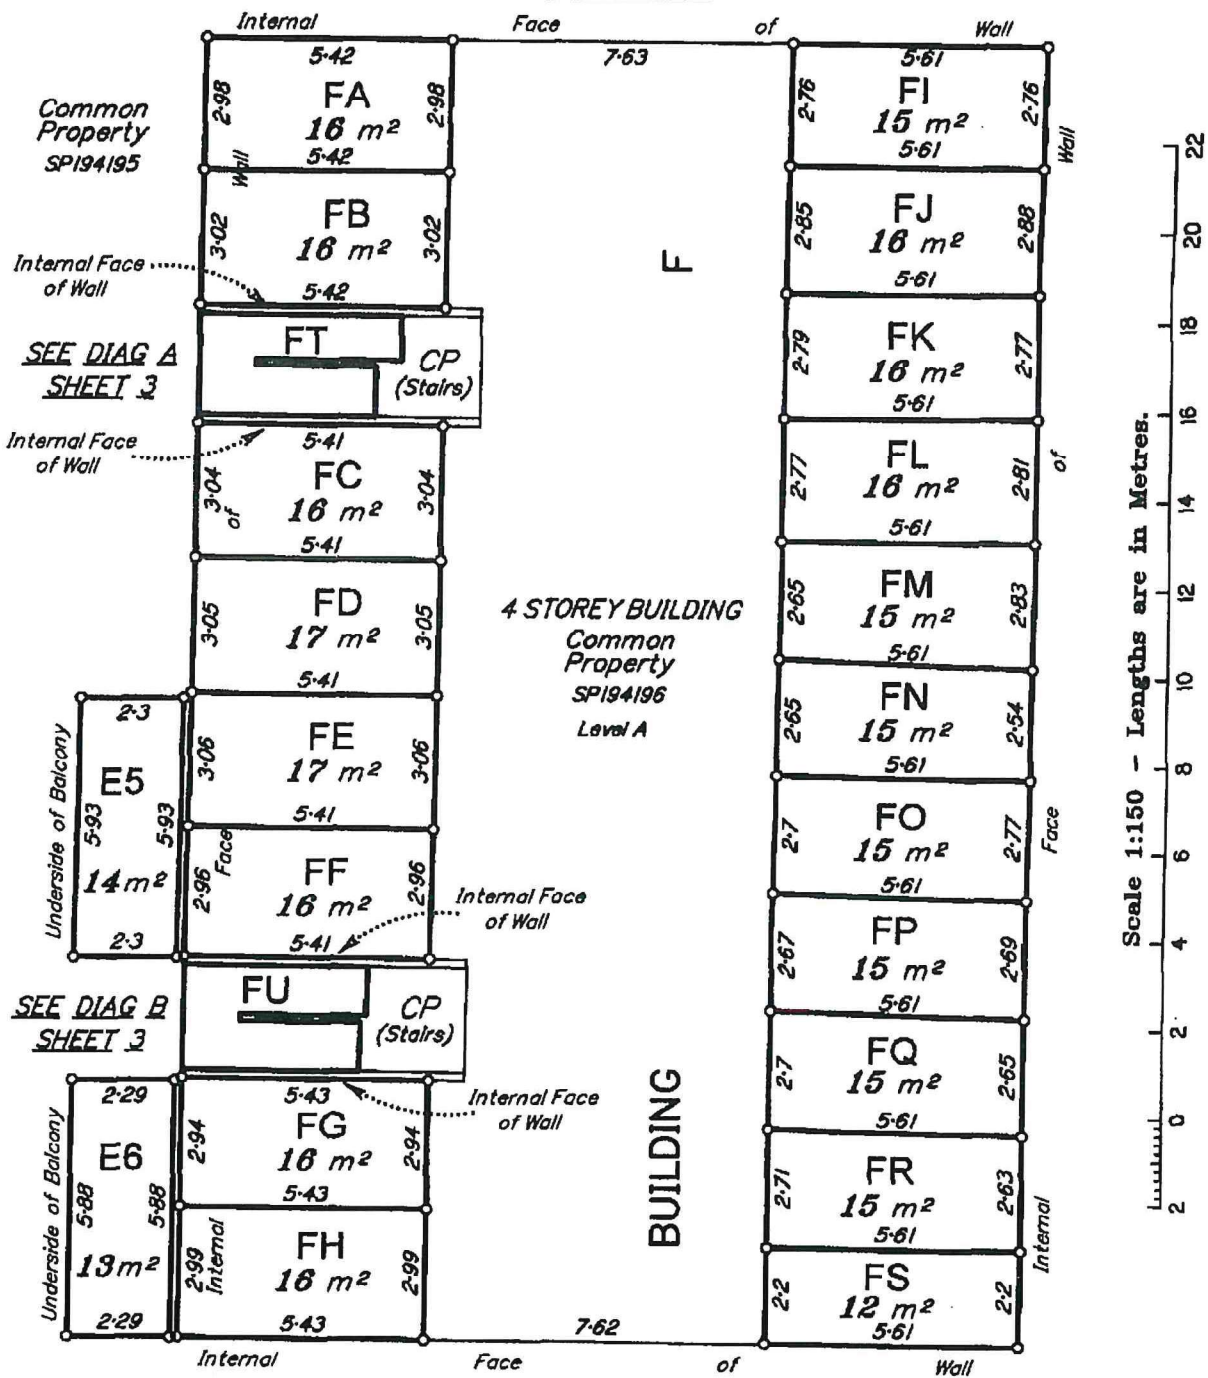 Internal Face of Wall
5·42 7·63 5·61
Common
Property
SP194195
2·98 FA 2·98
16 m²
5·42
Wall
2·76 FI 2·76
15 m²
5·61
Wall
3·02 FB 3·02
16 m²
5·42
F
2·85 FJ 2·88
16 m²
5·61
Internal Face
of Wall
SEE DIAG A
SHEET 3
FT
CP
(Stairs)
2·79 FK 2·77
16 m²
5·61
Internal Face
of Wall
5·41
3·04 FC 3·04
of
16 m²
5·41
2·77 FL 2·81
16 m²
5·61
of
3·05 FD 3·05
17 m²
5·41
4 STOREY BUILDING
Common
Property
SP194196
Level A
2·65 FM 2·83
15 m²
5·61
2·65 FN 2·54
15 m²
5·61
Underside of Balcony
2·3
E5
5·93 5·93
14 m²
2·3
3·06 FE 3·06
17 m²
5·41
2·7 FO 2·77
15 m²
5·61
Face
Face
2·96 FF 2·96
16 m²
5·41
Internal Face
of Wall
2·67 FP 2·69
15 m²
5·61
SEE DIAG B
SHEET 3
FU
CP
(Stairs)
2·7 FQ 2·65
15 m²
5·61
Underside of Balcony
2·29
E6
5·88 5·88
13 m²
2·29
5·43
2·94 FG 2·94
16 m²
5·43
Internal Face
of Wall
BUILDING
2·71 FR 2·63
15 m²
5·61
Internal
2·99 FH 2·99
Internal
16 m²
5·43
7·62
2·2 FS 2·2
12 m²
5·61
Internal Face of Wall
Scale 1:150 – Lengths are in Metres.
2 0 2 4 6 8 10 12 14 16 18 20 22